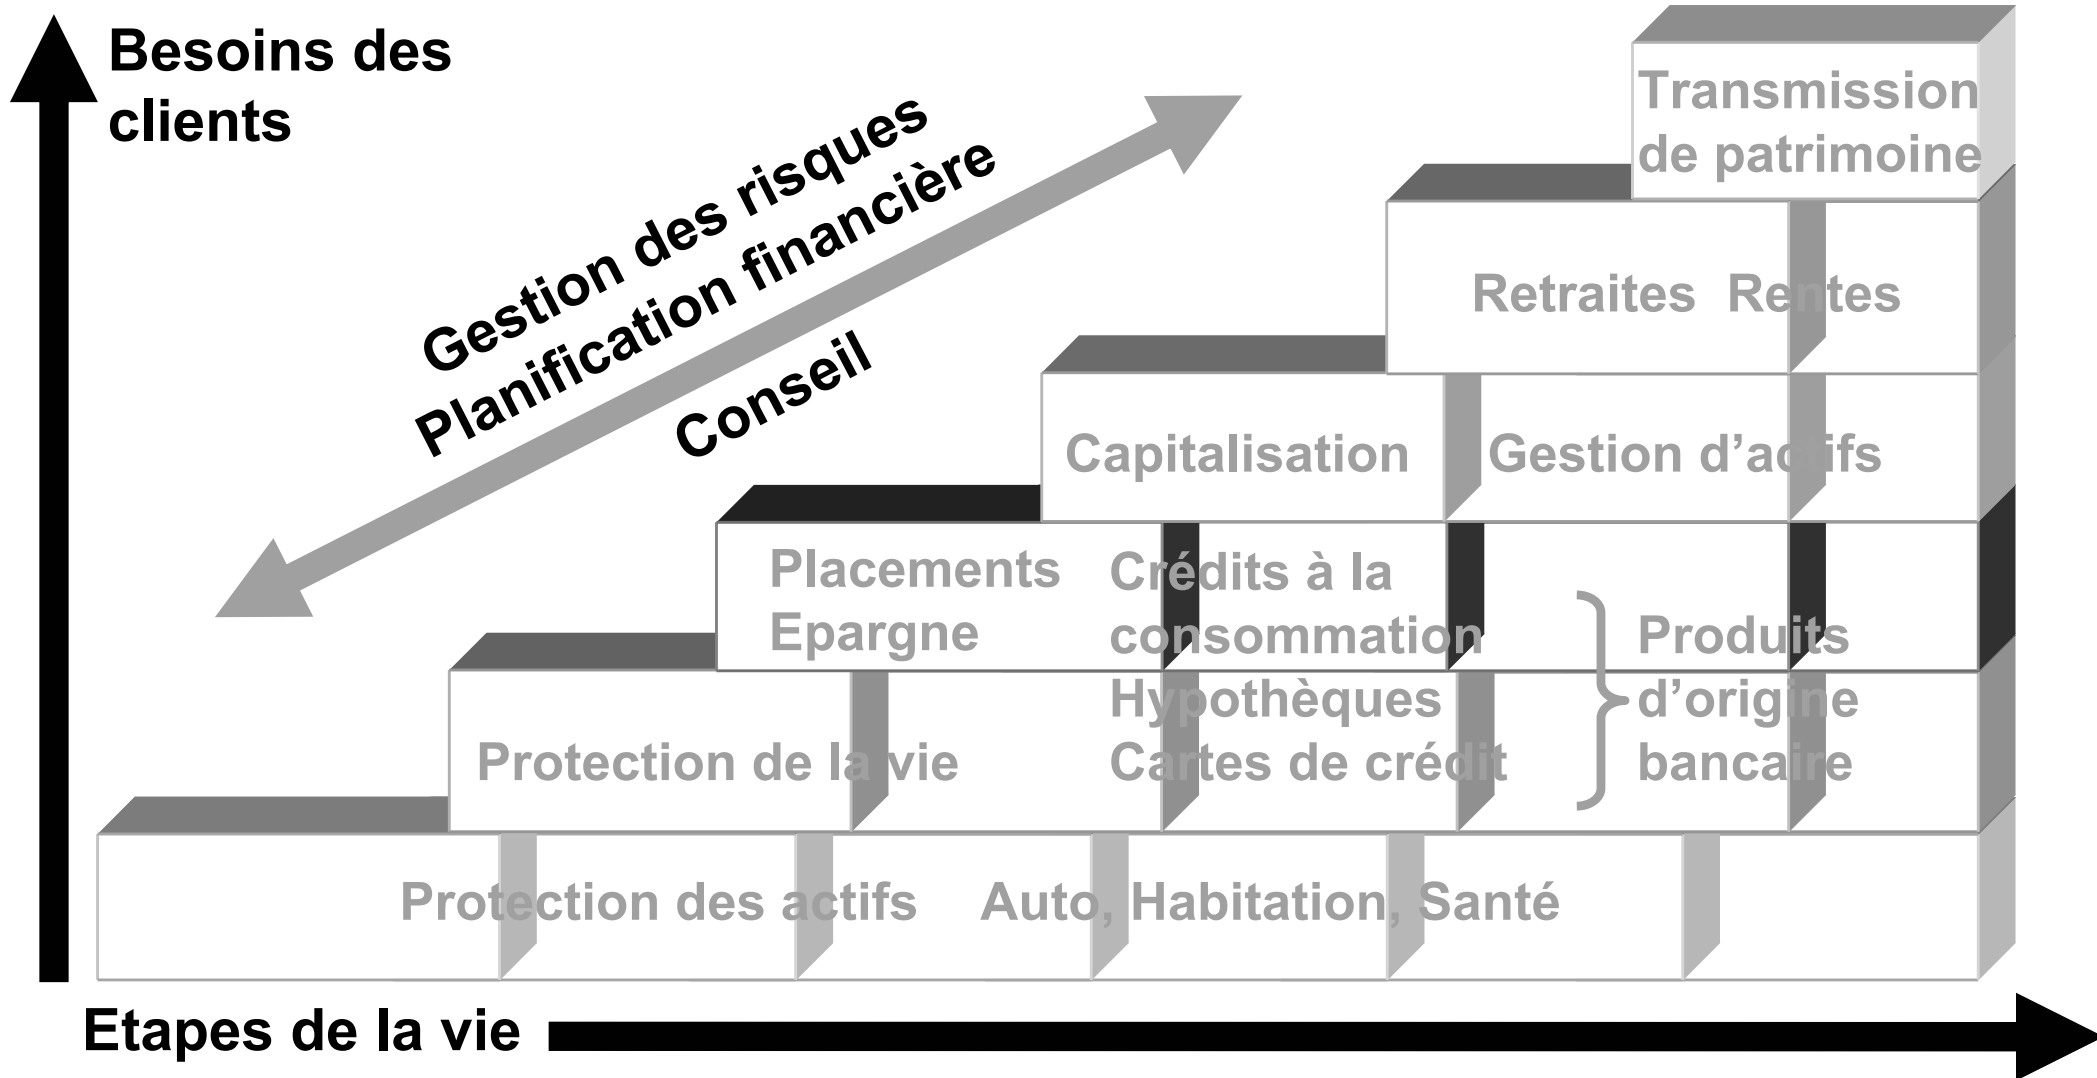 Besoins des
clients
Gestion des risques
Planification financière
Conseil
Transmission
de patrimoine
Retraites Rentes
Capitalisation
Gestion d’actifs
Placements
Epargne
Crédits à la
consommation
Hypothèques
Cartes de crédit
Produits
d’origine
bancaire
Protection de la vie
Protection des actifs
Auto, Habitation, Santé
Etapes de la vie